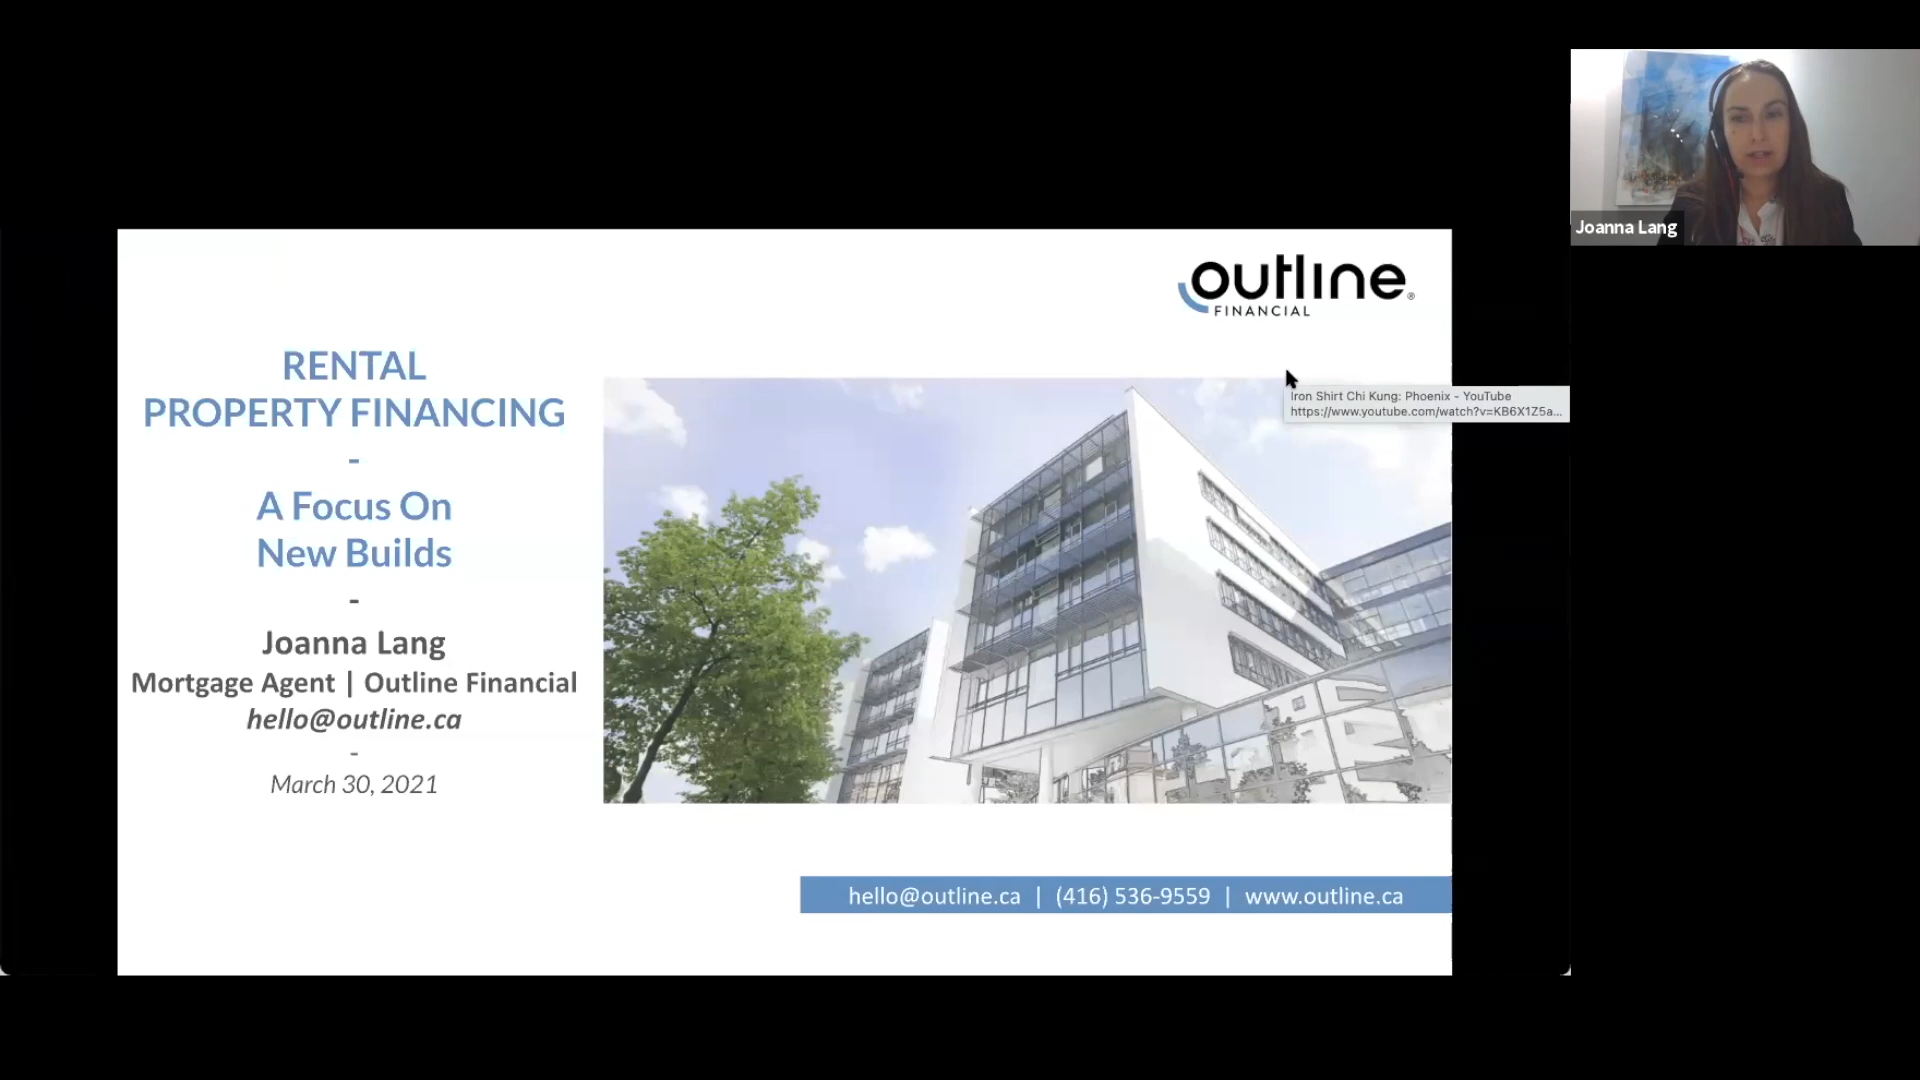 Joanna Lang
outline®
FINANCIAL
RENTAL
PROPERTY FINANCING
-
A Focus On
New Builds
-
Joanna Lang
Mortgage Agent | Outline Financial
hello@outline.ca
-
March 30, 2021
Iron Shirt Chi Kung: Phoenix - YouTube
https://www.youtube.com/watch?v=KB6X1Z5a...
hello@outline.ca | (416) 536-9559 | www.outline.ca